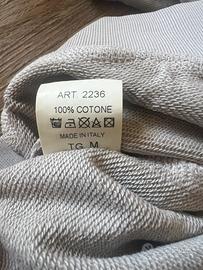 ART. 2236
100% COTONE
MADE IN ITALY
TG M